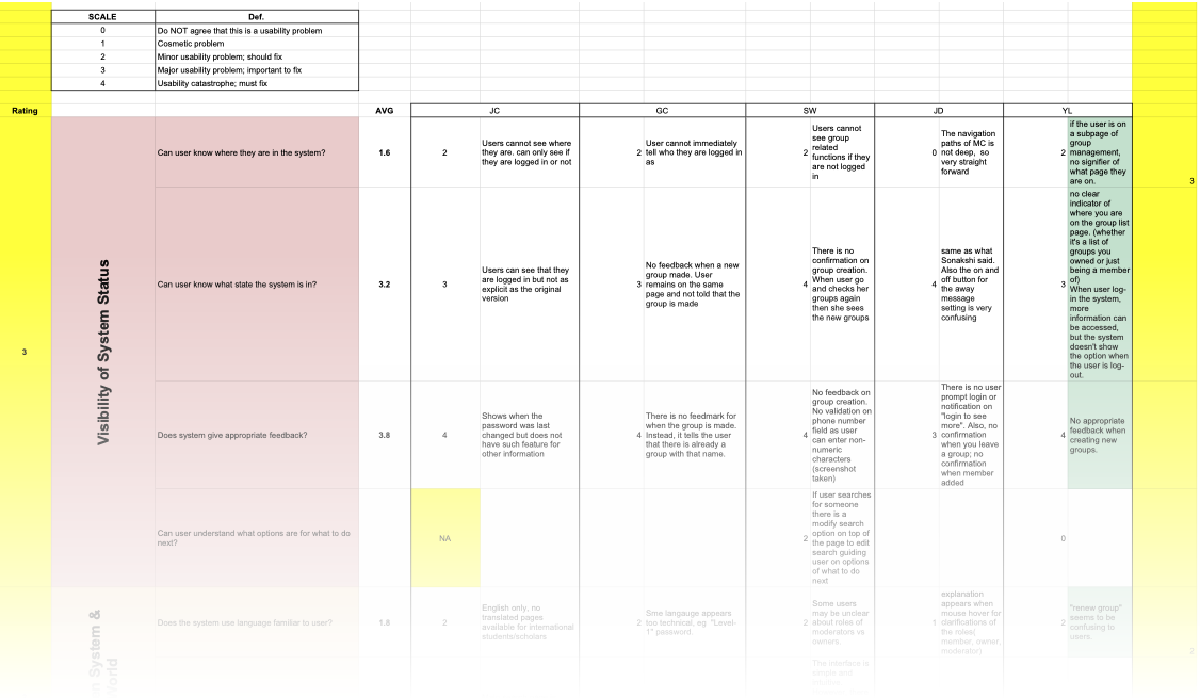 SCALE Def.
0 Do NOT agree that this is a usability problem
1 Cosmetic problem
2 Minor usability problem; should fix
3 Major usability problem; important to fix
4 Usability catastrophe; must fix
Rating AVG JC GC SW JD YL
3
Visibility of System Status
Can user know where they are in the system?
1.6
2
Users cannot see where
they are, can only see if
they are logged in or not
2
User cannot immediately
tell who they are logged in
as
2
Users cannot
see group
related
functions if they
are not logged
in
0
The navigation
paths of MC is
not deep, so
very straight
forward
2
if the user is on
a subpage of
group
management,
no signifier of
what page they
are on.
3
Can user know what state the system is in?
3.2
3
Users can see that they
are logged in but not as
explicit as the original
version
3
No feedback when a new
group made. User
remains on the same
page and not told that the
group is made
4
There is no
confirmation on
group creation.
When user go
and checks her
groups again
then she sees
the new groups
4
same as what
Sonakshi said.
Also the on and
off button for
the away
message
setting is very
confusing
3
no clear
indicator of
where you are
on the group list
page. (whether
it's a list of
groups you
owned or just
being a member
of)
When user log-
in the system,
more
information can
be accessed,
but the system
doesn't show
the option when
the user is log-
out.
Does system give appropriate feedback?
3.8
4
Shows when the
password was last
changed but does not
have such feature for
other information
4
There is no feedmark for
when the group is made.
Instead, it tells the user
that there is already a
group with that name.
4
No feedback on
group creation.
No validation on
phone number
field as user
can enter non-
numeric
characters
(screenshot
taken)
3
There is no user
prompt login or
notification on
"login to see
more". Also, no
confirmation
when you leave
a group; no
confirmation
when member
added
4
No appropriate
feedback when
creating new
groups.
Can user understand what options are for what to do
next?
NA
2
If user searches
for someone
there is a
modify search
option on top of
the page to edit
search guiding
user on options
of what to do
next
0
System &
World
Does the system use language familiar to user?
1.8
2
English only, no
translated pages
available for international
students/scholars
2
Sme langauge appears
too technical, eg: "Level-
1" password.
2
Some users
may be unclear
about roles of
moderators vs
owners.
1
explanation
appears when
mouse hover for
clarifications of
the roles(
member, owner,
moderator)
2
"renew group"
seems to be
confusing to
users.
2
The interface is
simple and